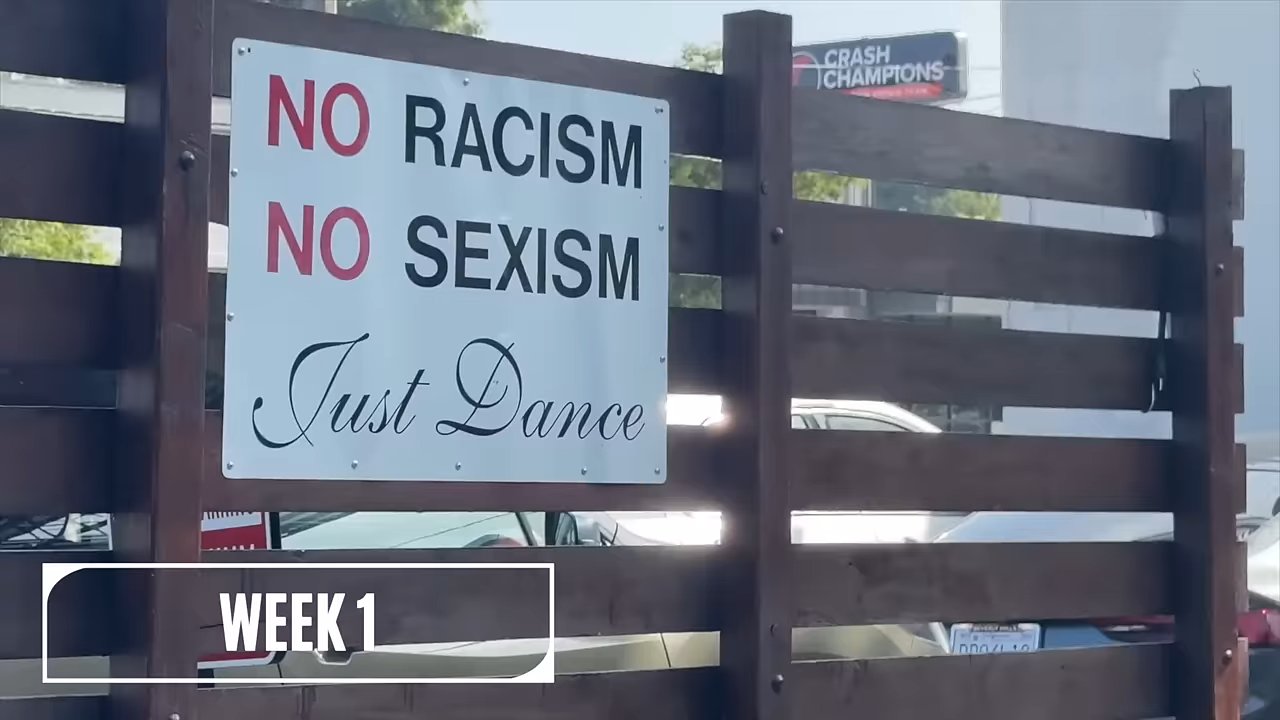 NO RACISM
NO SEXISM
Just Dance
CRASH
CHAMPIONS
WEEK 1